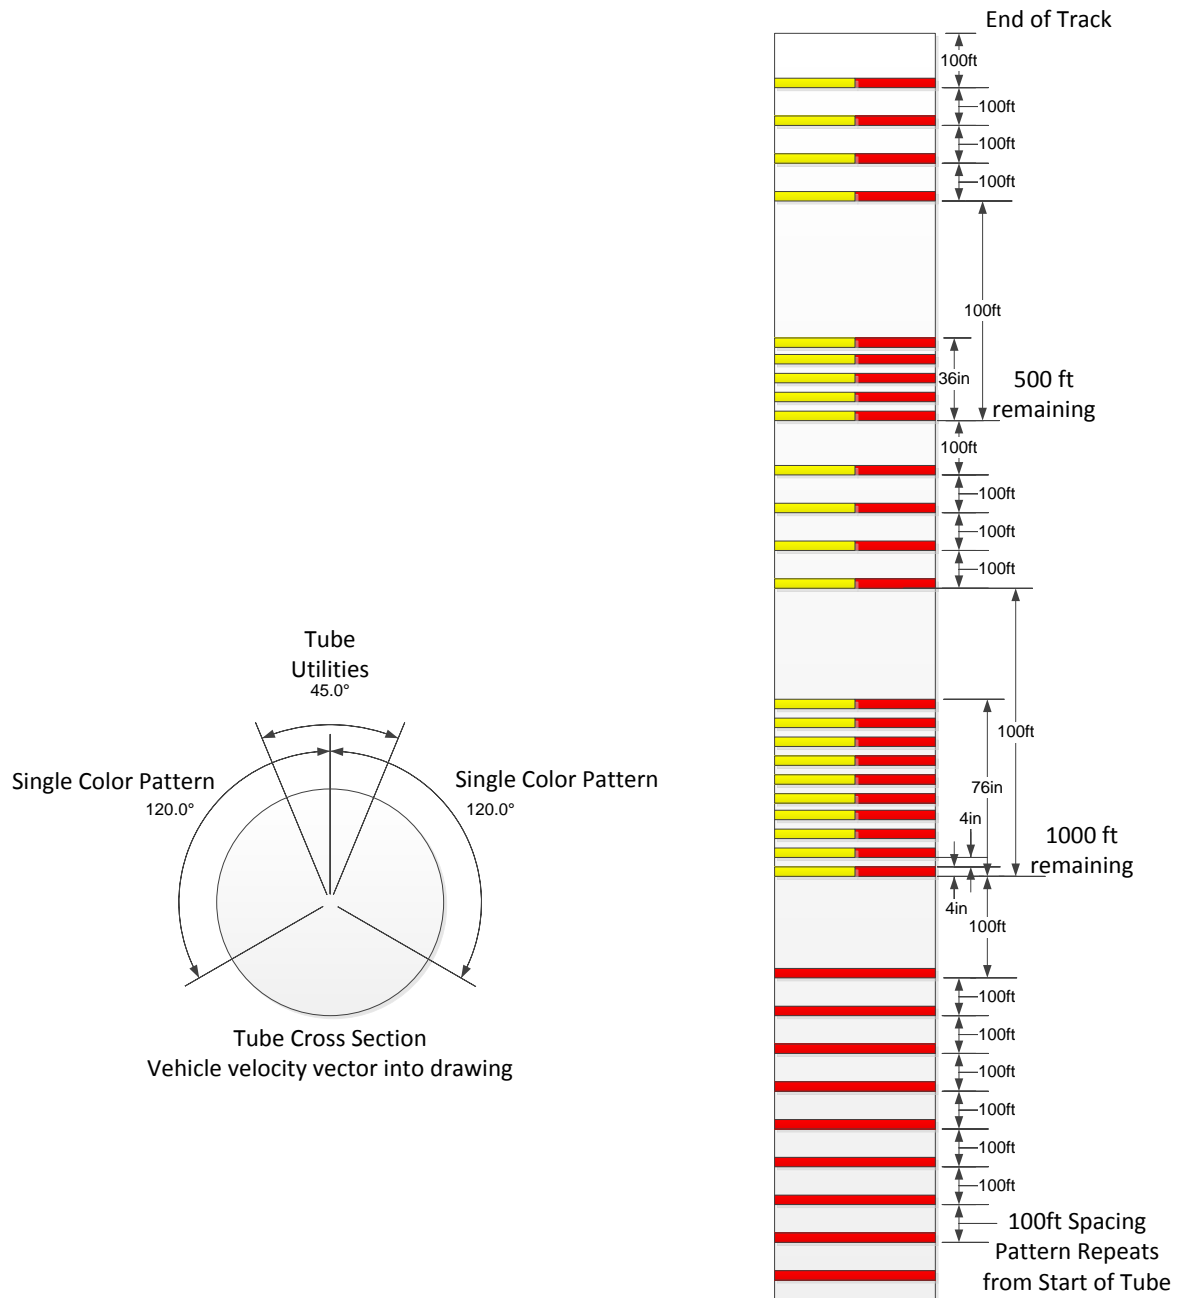 End of Track
100ft
100ft
100ft
100ft
100ft
36in
500 ft
remaining
100ft
100ft
100ft
100ft
100ft
76in
4in
1000 ft
remaining
4in
100ft
100ft
100ft
100ft
100ft
100ft
100ft
100ft Spacing
Pattern Repeats
from Start of Tube
Tube
Utilities
45.0°
Single Color Pattern
120.0°
Single Color Pattern
120.0°
Tube Cross Section
Vehicle velocity vector into drawing